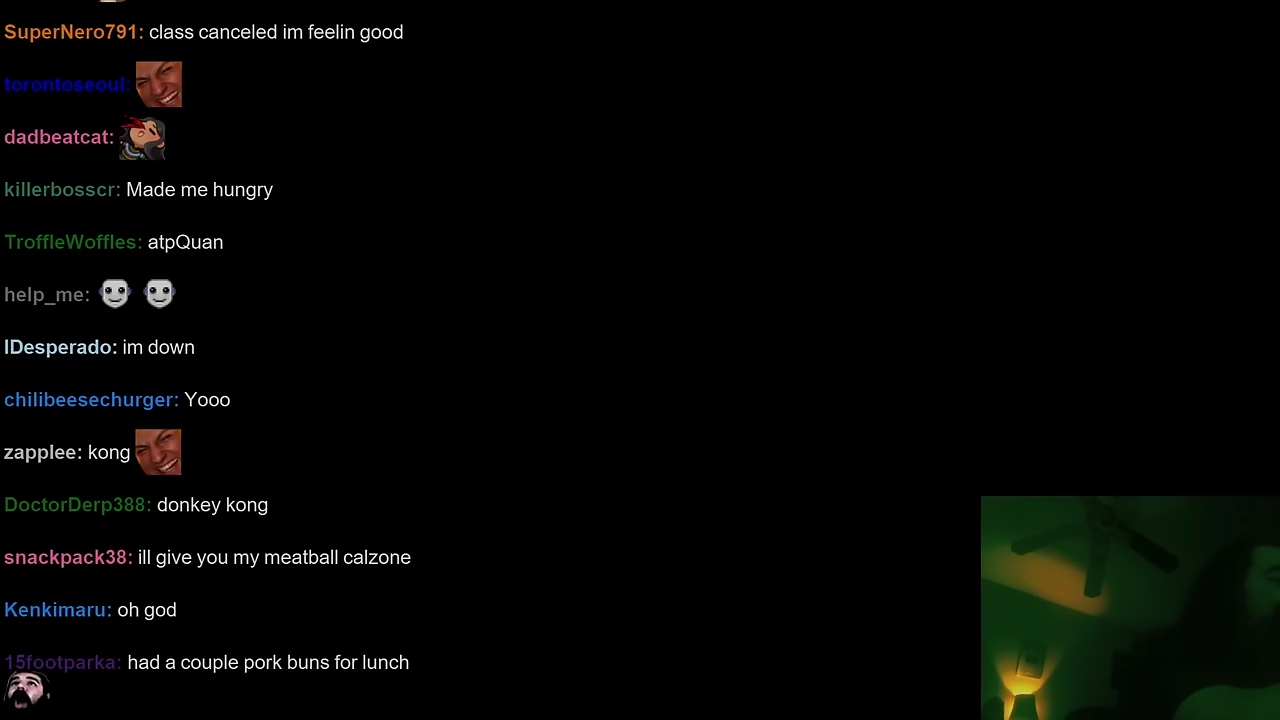 SuperNero791: class canceled im feelin good
torontoseoul:
dadbeatcat:
killerbosscr: Made me hungry
TroffleWoffles: atpQuan
help_me:
IDesperado: im down
chilibeesechurger: Yooo
zapplee: kong
DoctorDerp388: donkey kong
snackpack38: ill give you my meatball calzone
Kenkimaru: oh god
15footparka: had a couple pork buns for lunch